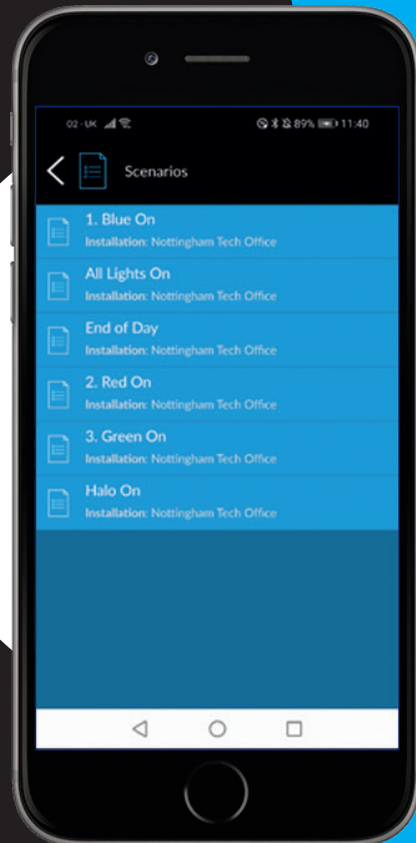 O2 - UK 89% 11:40
Scenarios
1. Blue On
Installation: Nottingham Tech Office
All Lights On
Installation: Nottingham Tech Office
End of Day
Installation: Nottingham Tech Office
2. Red On
Installation: Nottingham Tech Office
3. Green On
Installation: Nottingham Tech Office
Halo On
Installation: Nottingham Tech Office